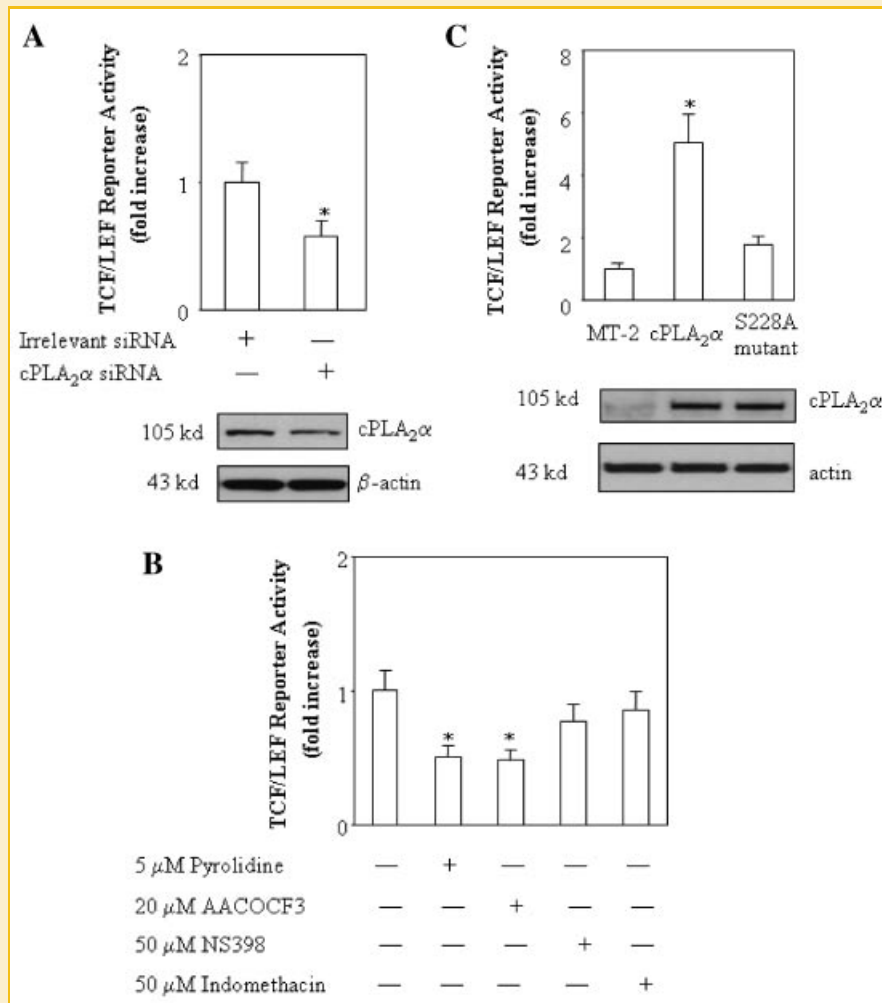 A
TCF/LEF Reporter Activity
(fold increase)
2
1
0
*
Irrelevant siRNA + —
cPLA₂α siRNA — +
105 kd cPLA₂α
43 kd β-actin
C
TCF/LEF Reporter Activity
(fold increase)
8
6
4
2
0
*
MT-2 cPLA₂α S228A
mutant
105 kd cPLA₂α
43 kd actin
B
TCF/LEF Reporter Activity
(fold increase)
2
1
0
* *
5 μM Pyrolidine — + — — —
20 μM AACOCF3 — — + — —
50 μM NS398 — — — + —
50 μM Indomethacin — — — — +